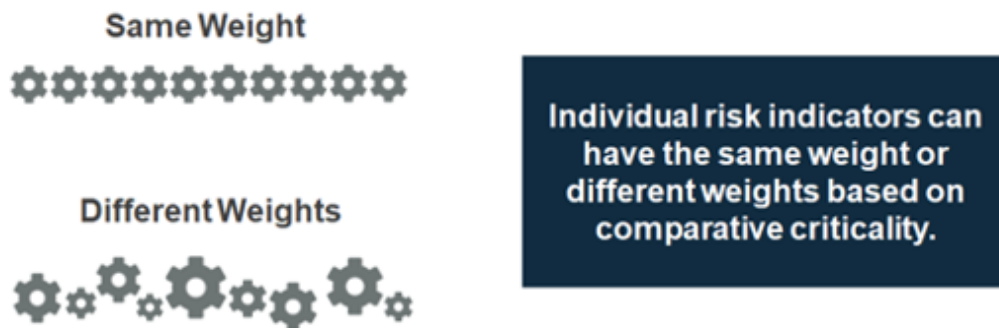 Same Weight
Different Weights
Individual risk indicators can
have the same weight or
different weights based on
comparative criticality.